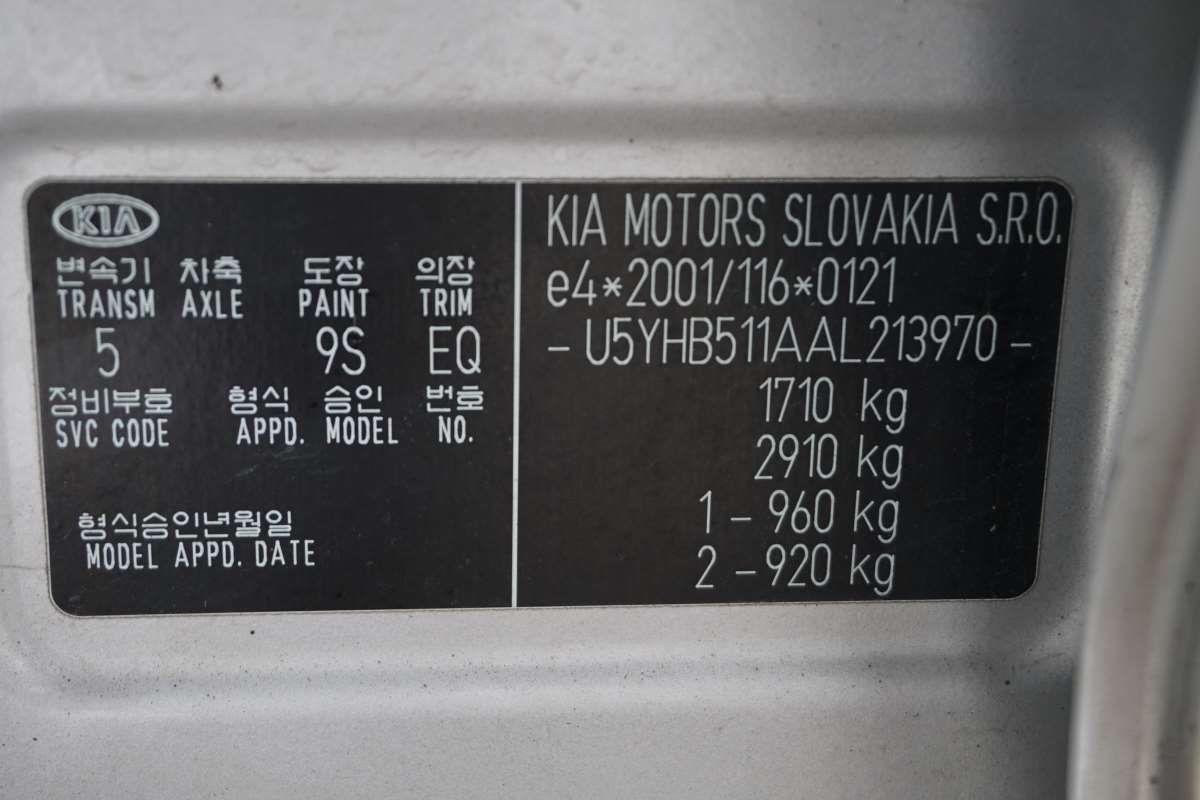 KIA
변속기 차축 도장 의장
TRANSM AXLE PAINT TRIM
5 9S EQ
정비부호 형식 승인 번호
SVC CODE APPD. MODEL NO.
형식승인년월일
MODEL APPD. DATE
KIA MOTORS SLOVAKIA S.R.O.
e4*2001/116*0121
- U5YHB511AAL213970 -
1710 kg
2910 kg
1 - 960 kg
2 - 920 kg